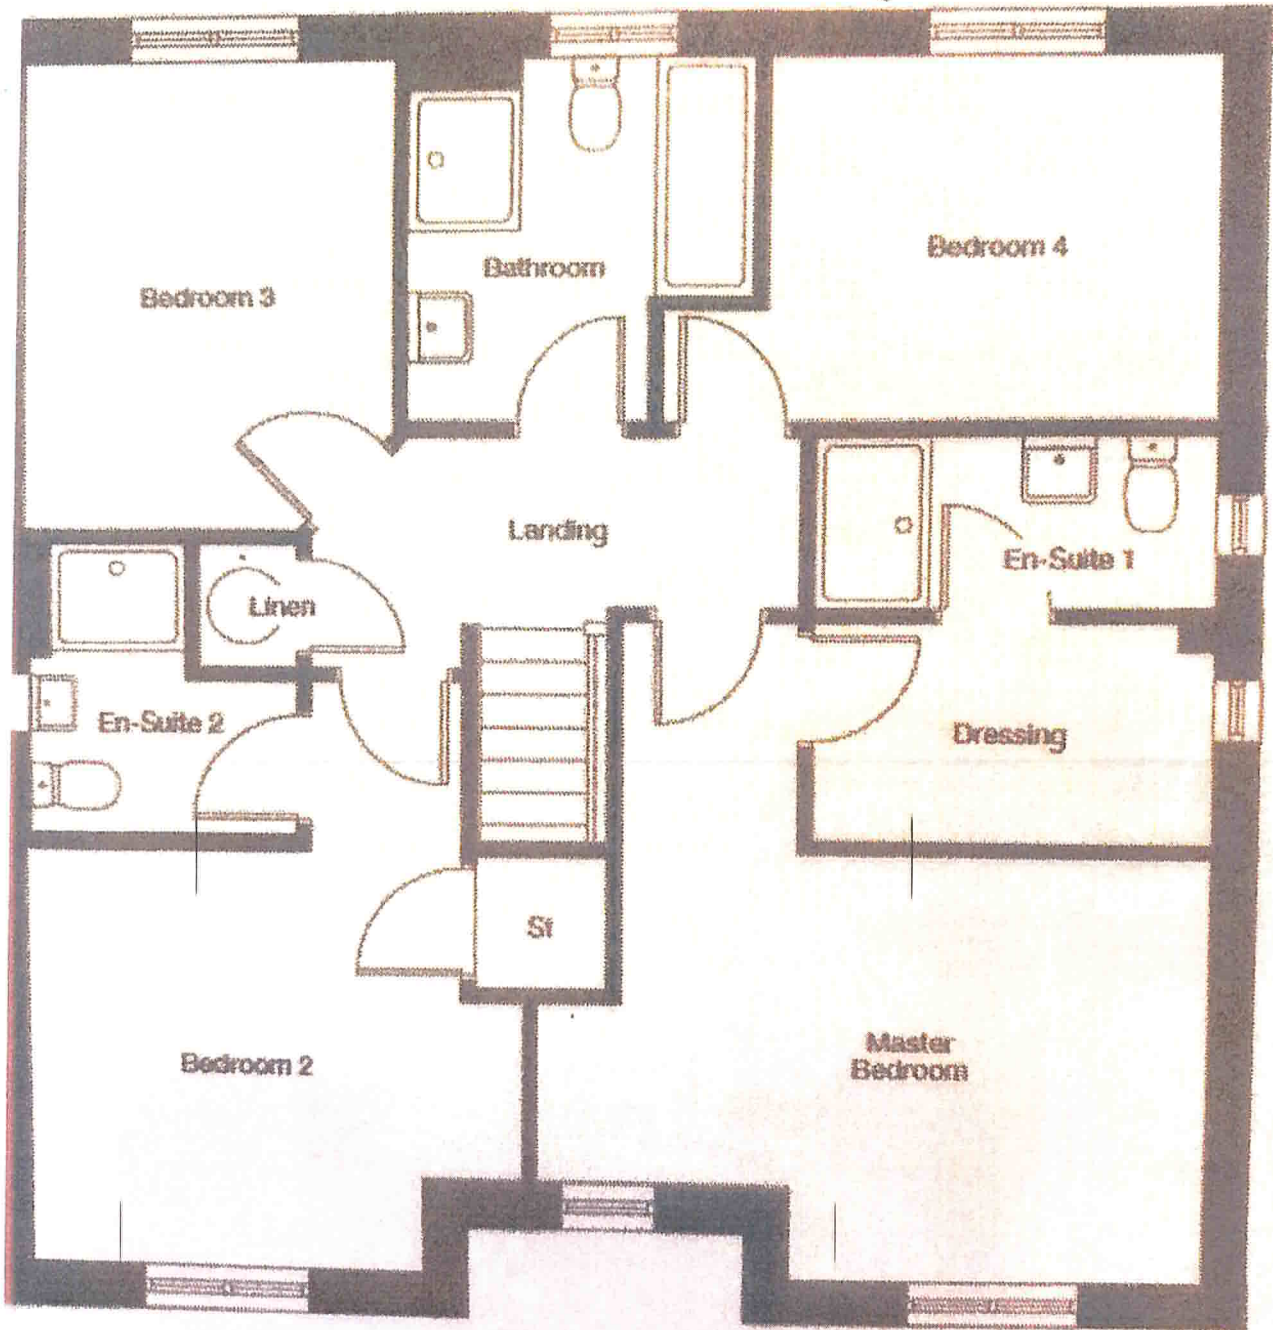 Bathroom
Bedroom 4
Bedroom 3
Landing
En-Suite 1
Linen
En-Suite 2
Dressing
St
Master
Bedroom
Bedroom 2